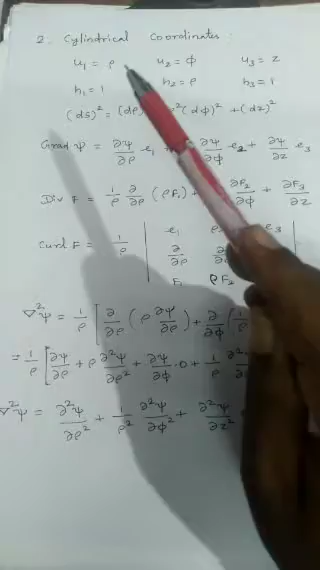 2. Cylindrical Coordinates:
u₁ = ρ u₂ = ϕ u₃ = z
h₁ = 1 h₂ = ρ h₃ = 1
(ds)² = (dρ) ²(dϕ)² + (dz)²
Grad ψ = ∂ψ/∂ρ e₁ + ∂ψ/∂ϕ e₂ + ∂ψ/∂z e₃
Div F = 1/ρ ∂/∂ρ (ρF₁) + ∂F₂/∂ϕ + ∂F₃/∂z
Curl F = 1/ρ | e₁ e₃ |
∂/∂ρ
F₁ ρF₂
∇²ψ = 1/ρ [ ∂/∂ρ (ρ ∂ψ/∂ρ) + ∂/∂ϕ (1/ρ
= 1/ρ [ ∂ψ/∂ρ + ρ ∂²ψ/∂ρ² + ∂ψ/∂ϕ · 0 + 1/ρ
∇²ψ = ∂²ψ/∂ρ² + 1/ρ² ∂²ψ/∂ϕ² + ∂²ψ/∂z²